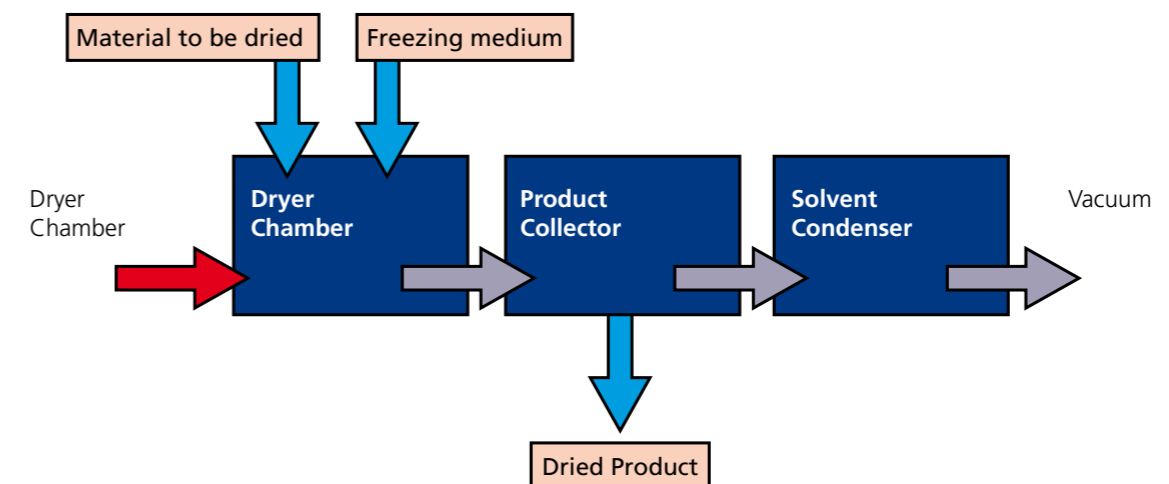 Material to be dried
Freezing medium
Dryer
Chamber
Dryer
Chamber
Product
Collector
Solvent
Condenser
Vacuum
Dried Product